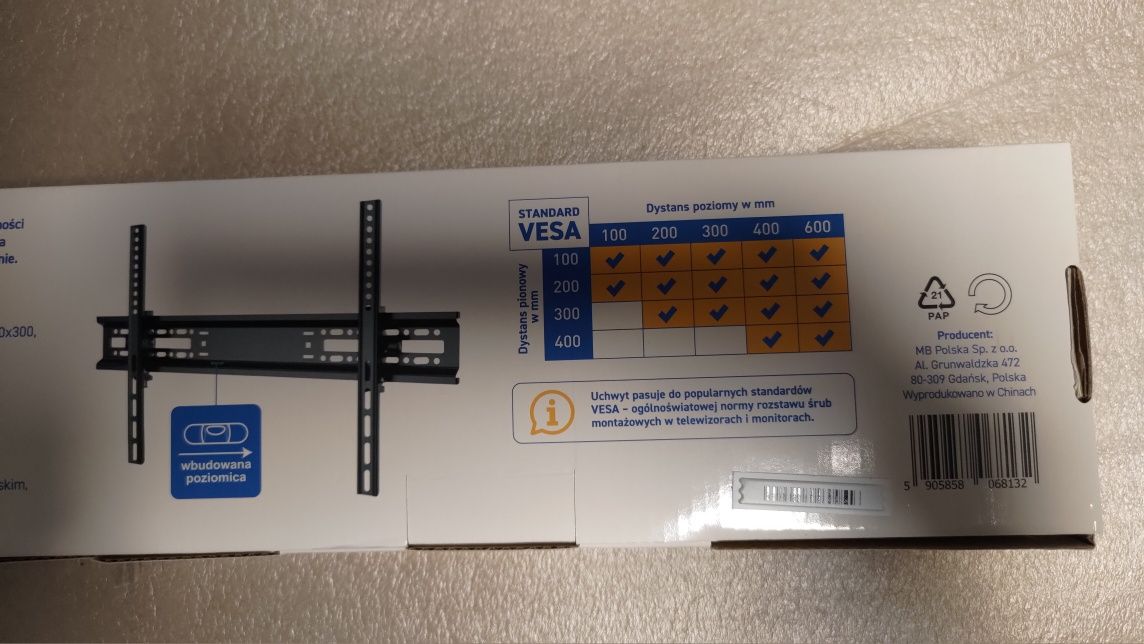 ności
a
nie.
0x300,
skim,
wbudowana
poziomica
STANDARD
VESA
Dystans poziomy w mm
100 200 300 400 600
Dystans pionowy
w mm
100
200
300
400
Uchwyt pasuje do popularnych standardów
VESA – ogólnoświatowej normy rozstawu śrub
montażowych w telewizorach i monitorach.
21
PAP
Producent:
MB Polska Sp. z o.o.
Al. Grunwaldzka 472
80-309 Gdańsk, Polska
Wyprodukowano w Chinach
5 905858 068132